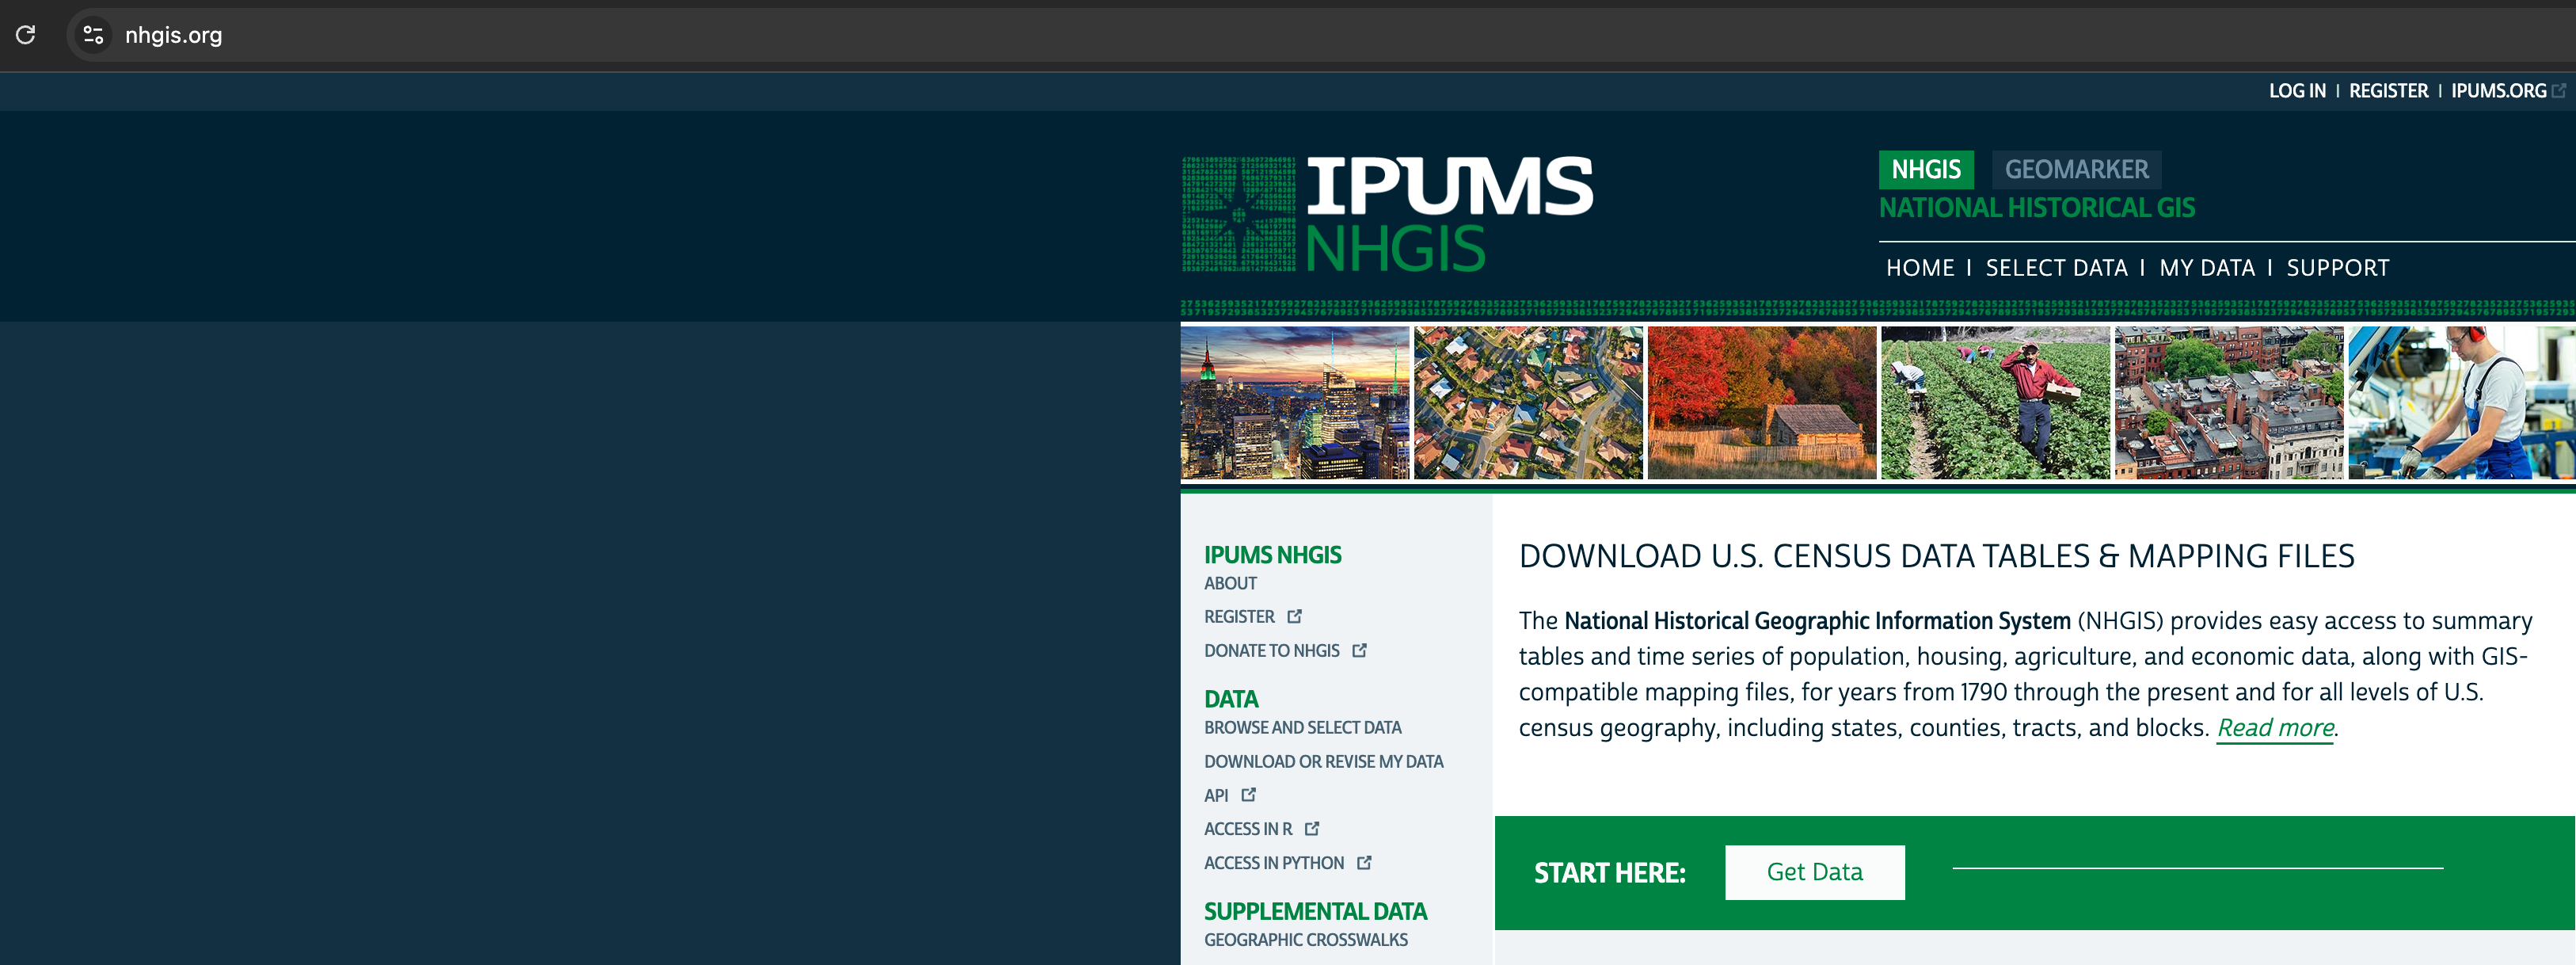 nhgis.org
LOG IN | REGISTER | IPUMS.ORG
IPUMS
NHGIS
NHGIS GEOMARKER
NATIONAL HISTORICAL GIS
HOME | SELECT DATA | MY DATA | SUPPORT
IPUMS NHGIS
ABOUT
REGISTER
DONATE TO NHGIS
DATA
BROWSE AND SELECT DATA
DOWNLOAD OR REVISE MY DATA
API
ACCESS IN R
ACCESS IN PYTHON
SUPPLEMENTAL DATA
GEOGRAPHIC CROSSWALKS
DOWNLOAD U.S. CENSUS DATA TABLES & MAPPING FILES
The National Historical Geographic Information System (NHGIS) provides easy access to summary
tables and time series of population, housing, agriculture, and economic data, along with GIS-
compatible mapping files, for years from 1790 through the present and for all levels of U.S.
census geography, including states, counties, tracts, and blocks. Read more.
START HERE: Get Data